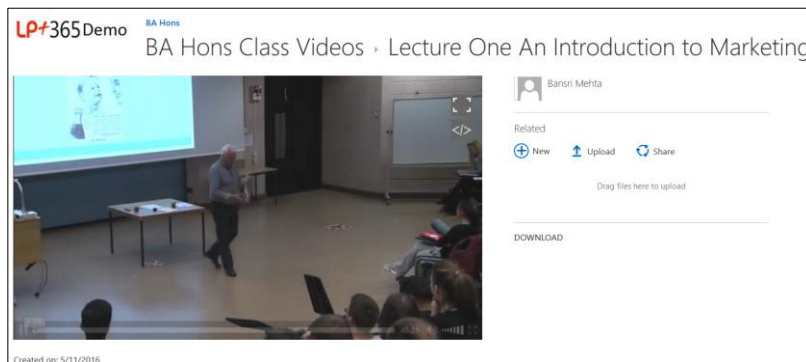 LP+365 Demo
BA Hons
BA Hons Class Videos › Lecture One An Introduction to Marketing
Bansri Mehta
Related
New
Upload
Share
Drag files here to upload
DOWNLOAD
</>
Created on: 5/11/2016